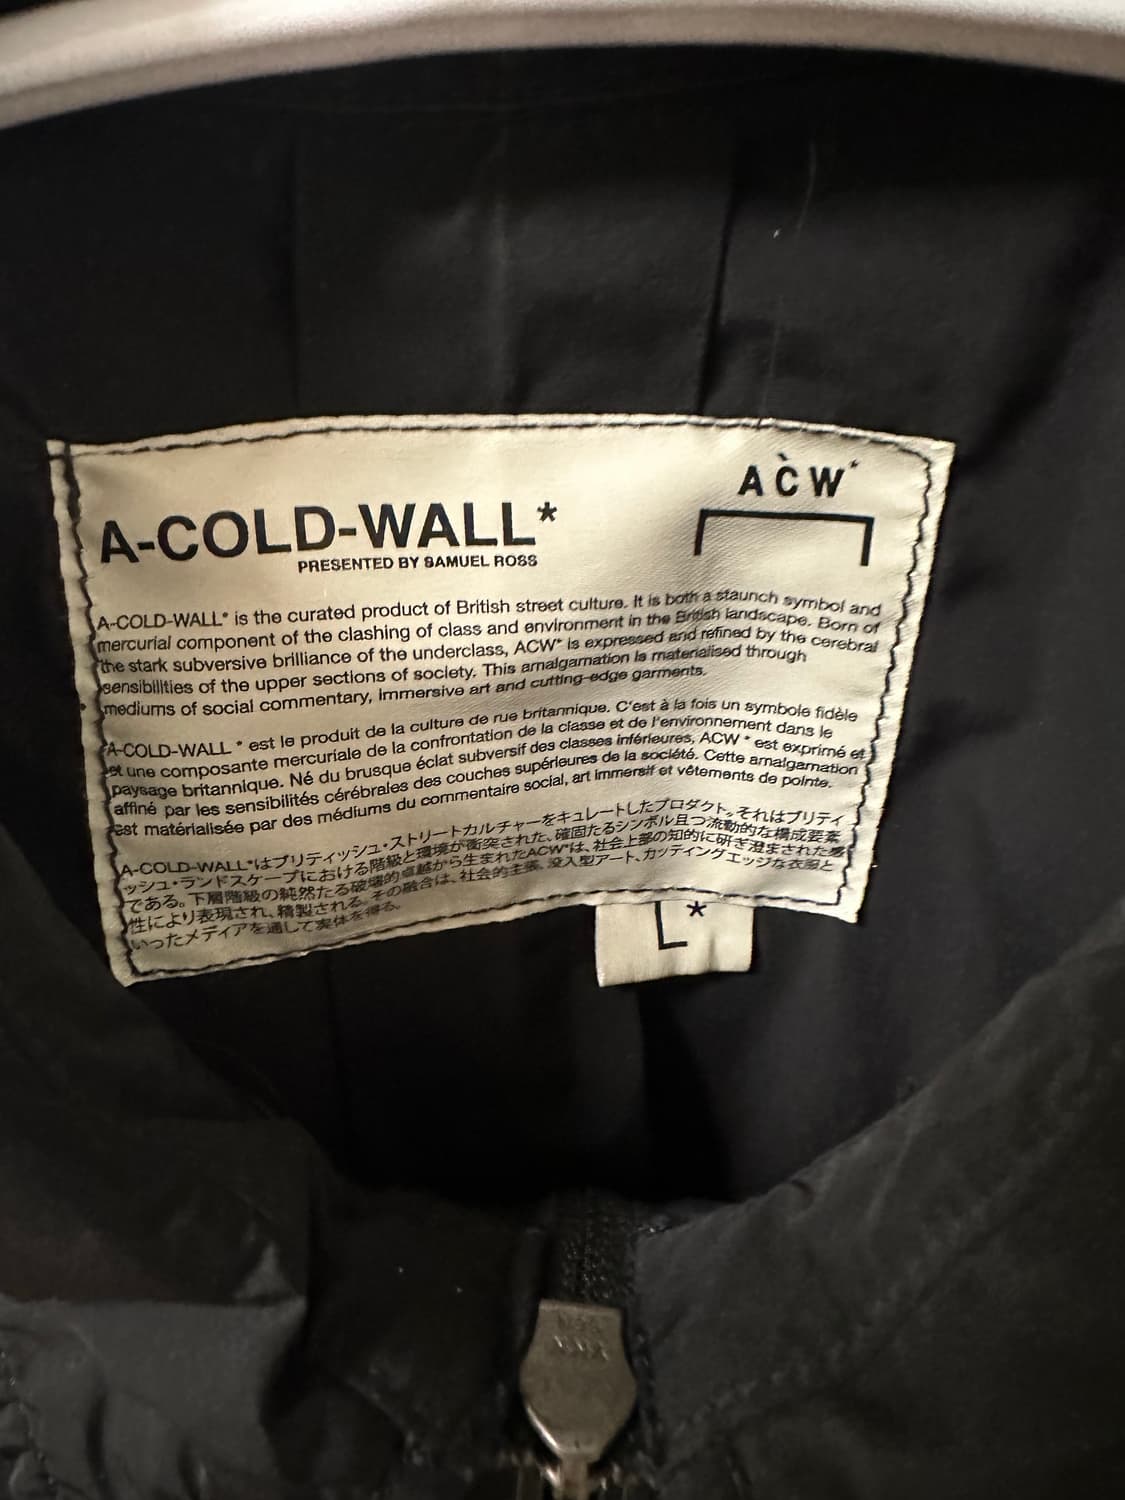 ACW*
A-COLD-WALL*
PRESENTED BY SAMUEL ROSS
A-COLD-WALL* is the curated product of British street culture. It is both a staunch symbol and
mercurial component of the clashing of class and environment in the British landscape. Born of
the stark subversive brilliance of the underclass, ACW* is expressed and refined by the cerebral
sensibilities of the upper sections of society. This amalgamation is materialised through
mediums of social commentary, immersive art and cutting-edge garments.
A-COLD-WALL * est le produit de la culture de rue britannique. C'est à la fois un symbole fidèle
et une composante mercuriale de la confrontation de la classe et de l'environnement dans le
paysage britannique. Né du brusque éclat subversif des classes inférieures, ACW * est exprimé et
affiné par les sensibilités cérébrales des couches supérieures de la société. Cette amalgamation
est matérialisée par des médiums du commentaire social, art immersif et vêtements de pointe.
A-COLD-WALL*はブリティッシュ・ストリートカルチャーをキュレートしたプロダクト。それはブリティ
ッシュ・ランドスケープにおける階級と環境が衝突された、確固たるシンボル且つ流動的な構成要素
である。下層階級の純然たる破壊的卓越から生まれたACW*は、社会上部の知的に研ぎ澄まされた感
性により表現され、精製される。その融合は、社会的主張、没入型アート、カッティングエッジな衣服と
いったメディアを通して実体を得る。
L*